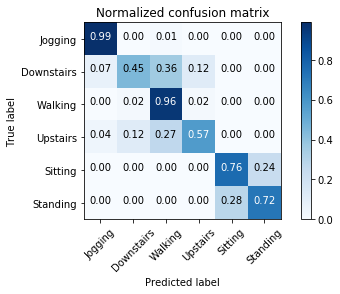 Normalized confusion matrix
True label
Jogging 0.99 0.00 0.01 0.00 0.00 0.00
Downstairs 0.07 0.45 0.36 0.12 0.00 0.00
Walking 0.00 0.02 0.96 0.02 0.00 0.00
Upstairs 0.04 0.12 0.27 0.57 0.00 0.00
Sitting 0.00 0.00 0.00 0.00 0.76 0.24
Standing 0.00 0.00 0.00 0.00 0.28 0.72
Jogging Downstairs Walking Upstairs Sitting Standing
Predicted label
0.8
0.6
0.4
0.2
0.0